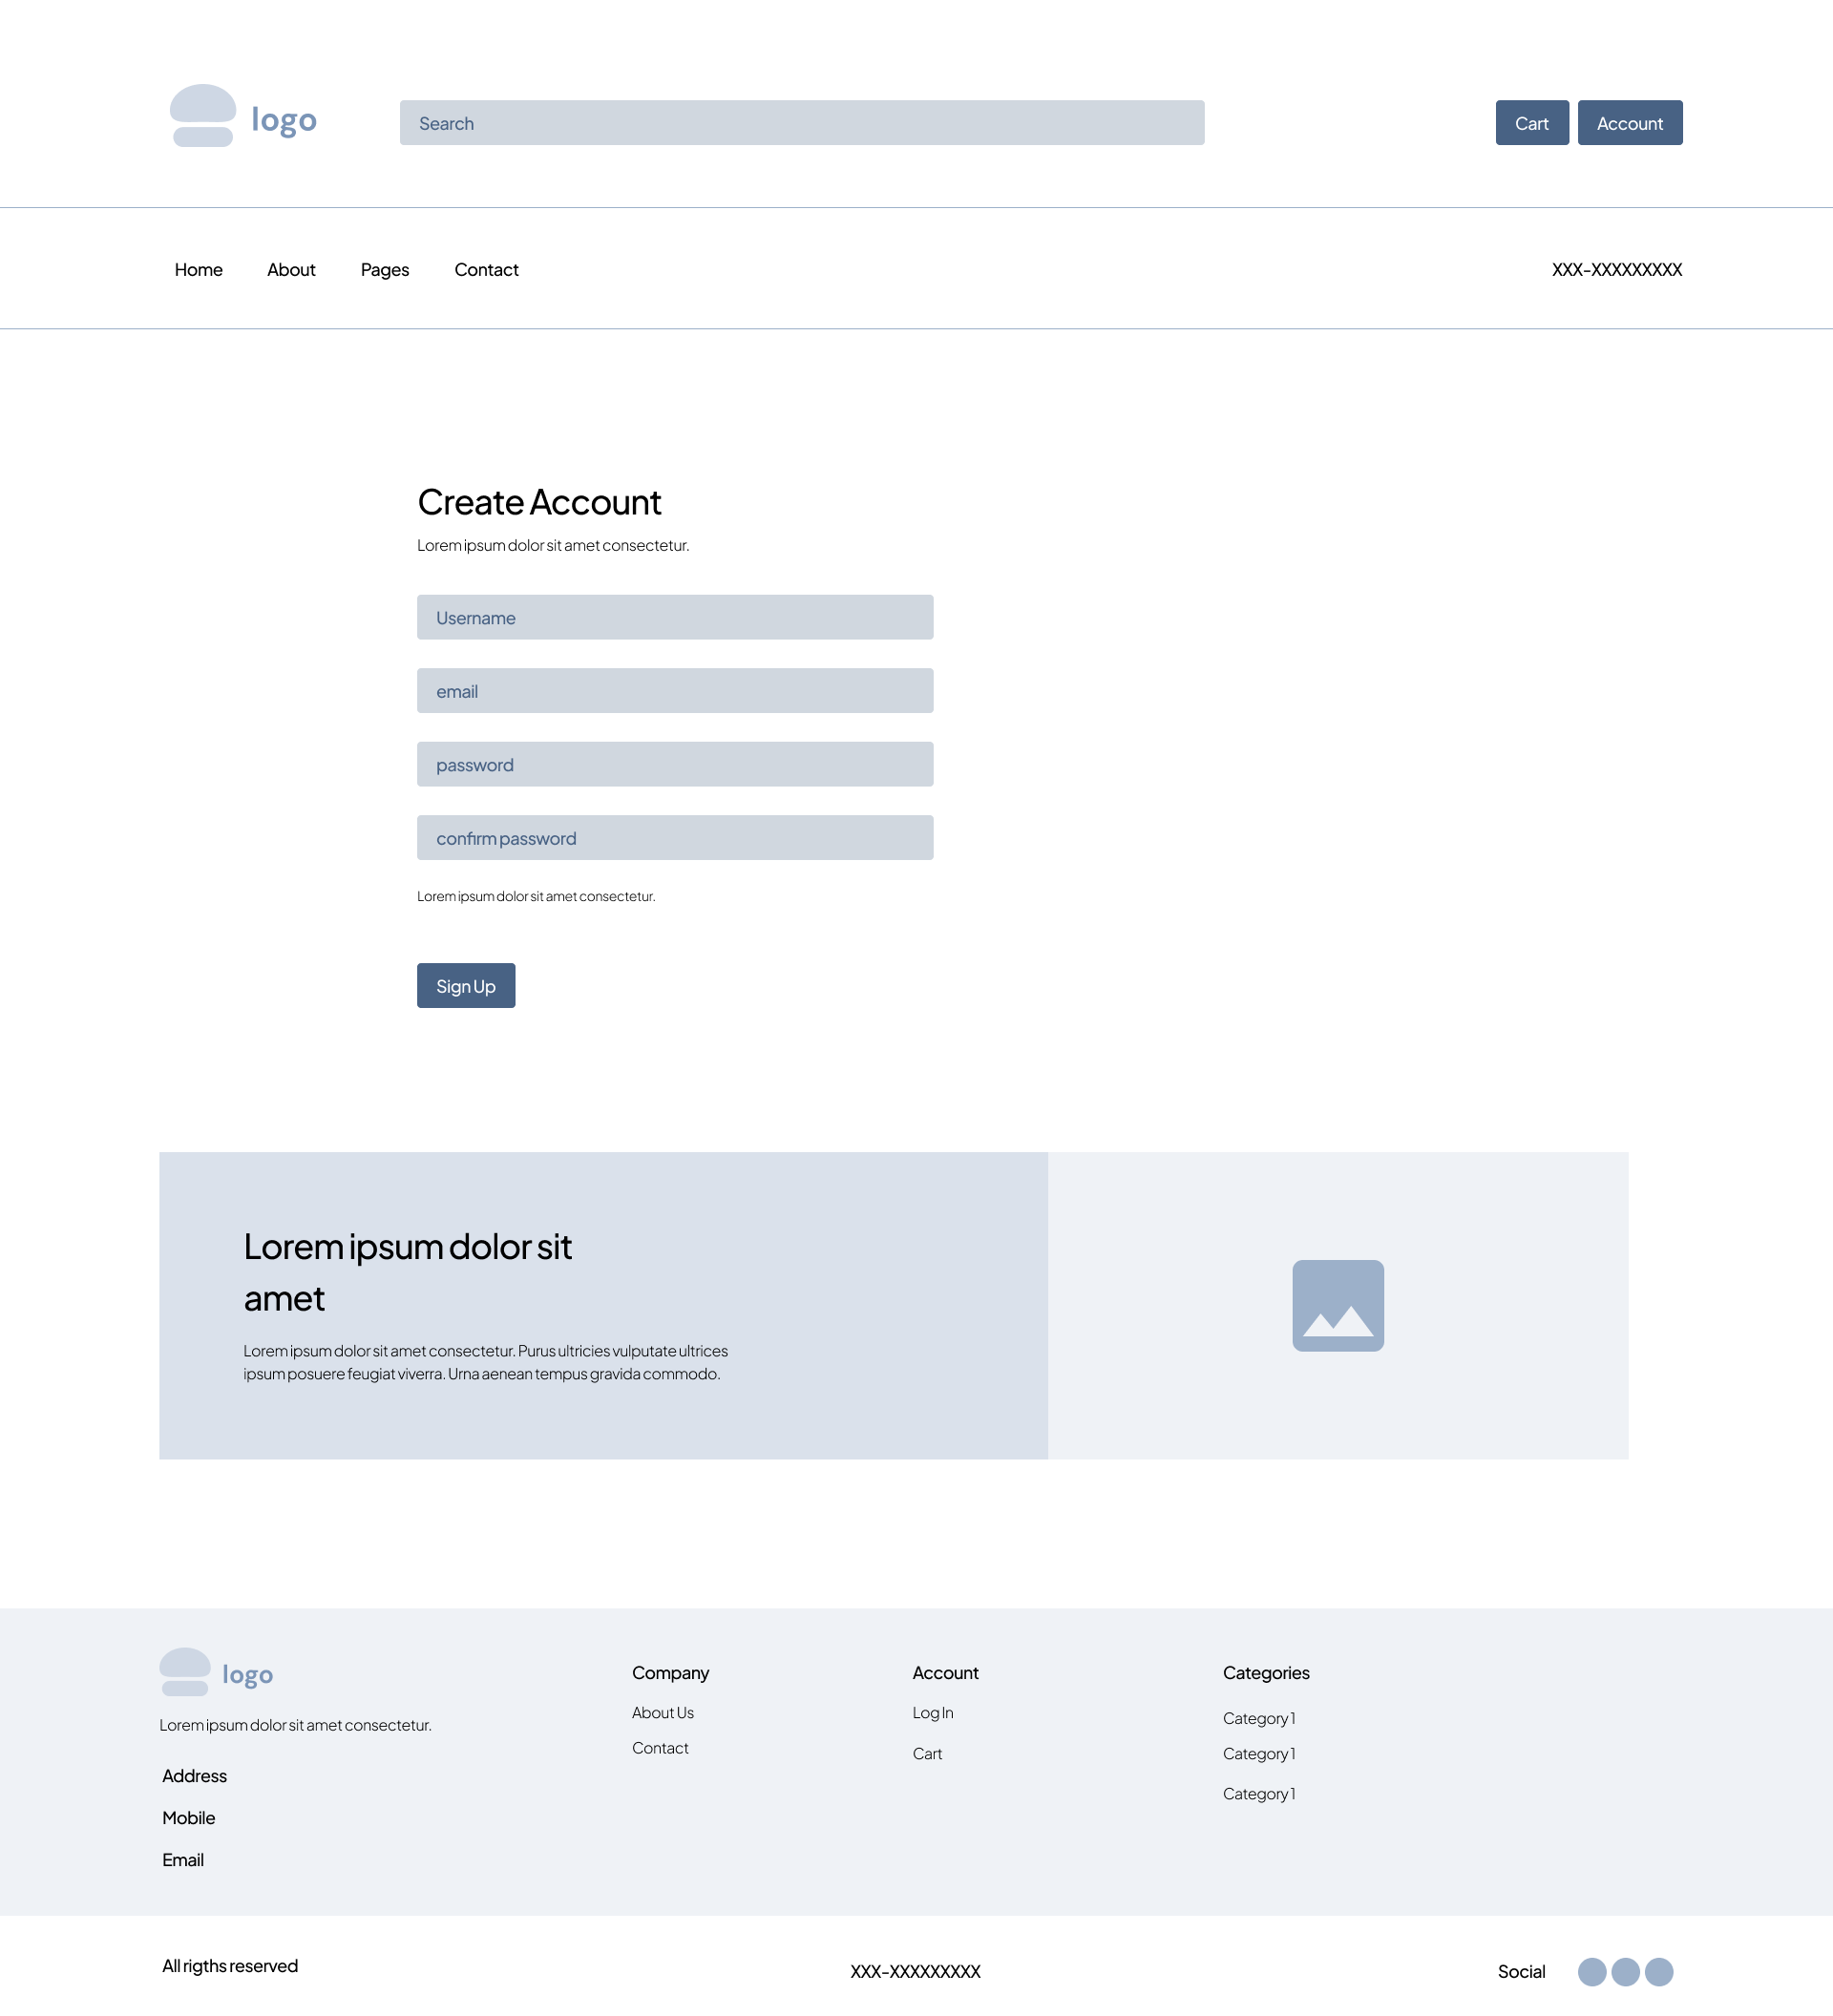 logo
Search
Cart
Account
Home
About
Pages
Contact
XXX-XXXXXXXXX
Create Account
Lorem ipsum dolor sit amet consectetur.
Username
email
password
confirm password
Lorem ipsum dolor sit amet consectetur.
Sign Up
Lorem ipsum dolor sit
amet
Lorem ipsum dolor sit amet consectetur. Purus ultricies vulputate ultrices
ipsum posuere feugiat viverra. Urna aenean tempus gravida commodo.
logo
Lorem ipsum dolor sit amet consectetur.
Address
Mobile
Email
Company
About Us
Contact
Account
Log In
Cart
Categories
Category 1
Category 1
Category 1
All rigths reserved
XXX-XXXXXXXXX
Social